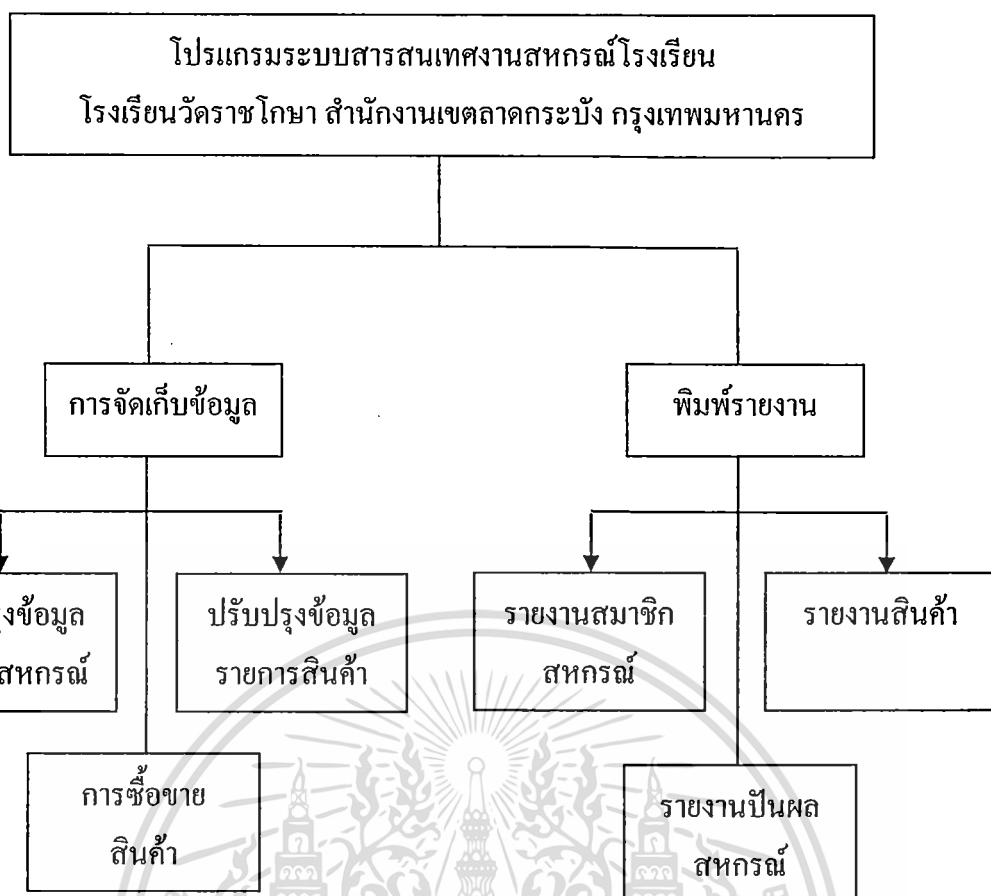 โปรแกรมระบบสารสนเทศงานสหกรณ์โรงเรียน
โรงเรียนวัดราชโกษา สำนักงานเขตลาดกระบัง กรุงเทพมหานคร
การจัดเก็บข้อมูล
พิมพ์รายงาน
ข้อมูล
สหกรณ์
ปรับปรุงข้อมูล
รายการสินค้า
รายงานสมาชิก
สหกรณ์
รายงานสินค้า
การซื้อขาย
สินค้า
รายงานปันผล
สหกรณ์